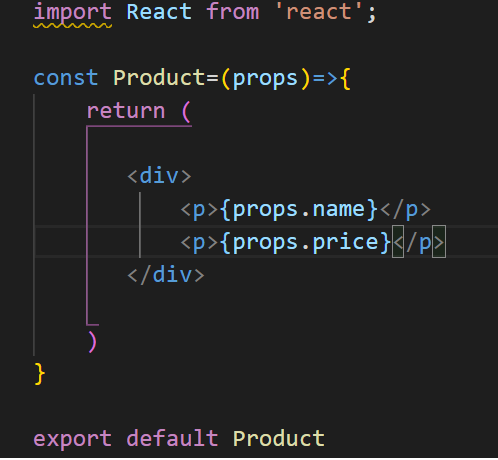 import React from 'react';
const Product=(props)=>{
return (
<div>
<p>{props.name}</p>
<p>{props.price}</p>
</div>
)
}
export default Product